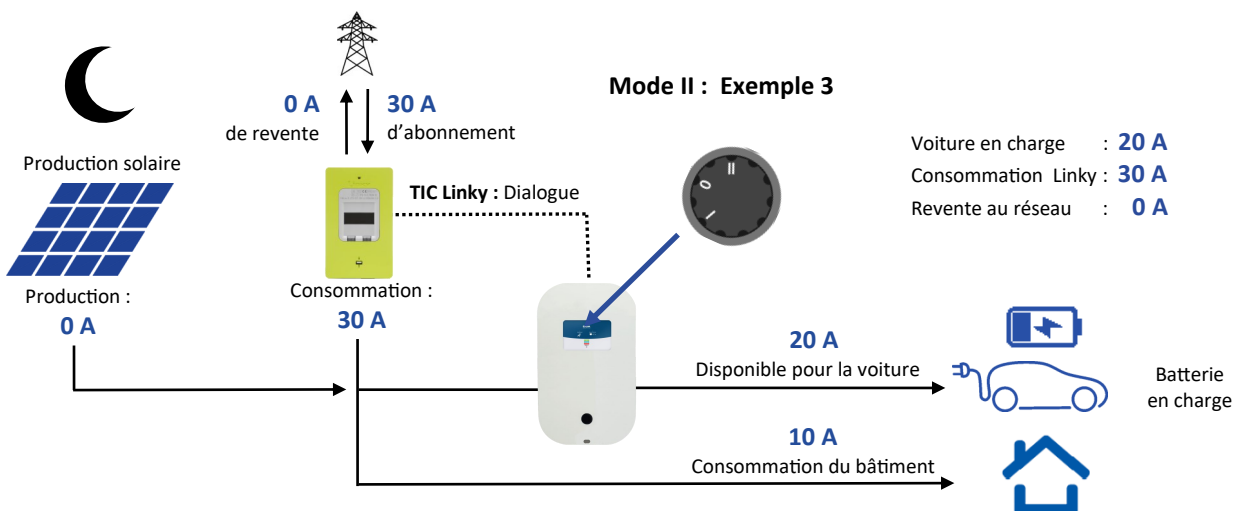 Mode II : Exemple 3
0 A
de revente
30 A
d'abonnement
Production solaire
TIC Linky : Dialogue
I
0
II
Voiture en charge : 20 A
Consommation Linky : 30 A
Revente au réseau : 0 A
Production :
0 A
Consommation :
30 A
20 A
Disponible pour la voiture
Batterie
en charge
10 A
Consommation du bâtiment